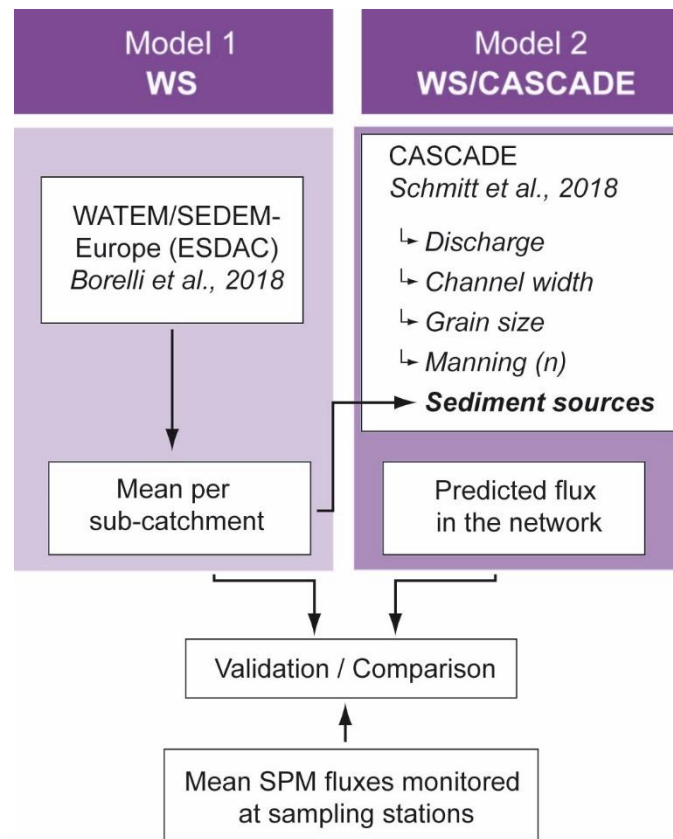 Model 1
WS
WATEM/SEDEM-
Europe (ESDAC)
Borelli et al., 2018
Mean per
sub-catchment
Model 2
WS/CASCADE
CASCADE
Schmitt et al., 2018
Discharge
Channel width
Grain size
Manning (n)
Sediment sources
Predicted flux
in the network
Validation / Comparison
Mean SPM fluxes monitored
at sampling stations